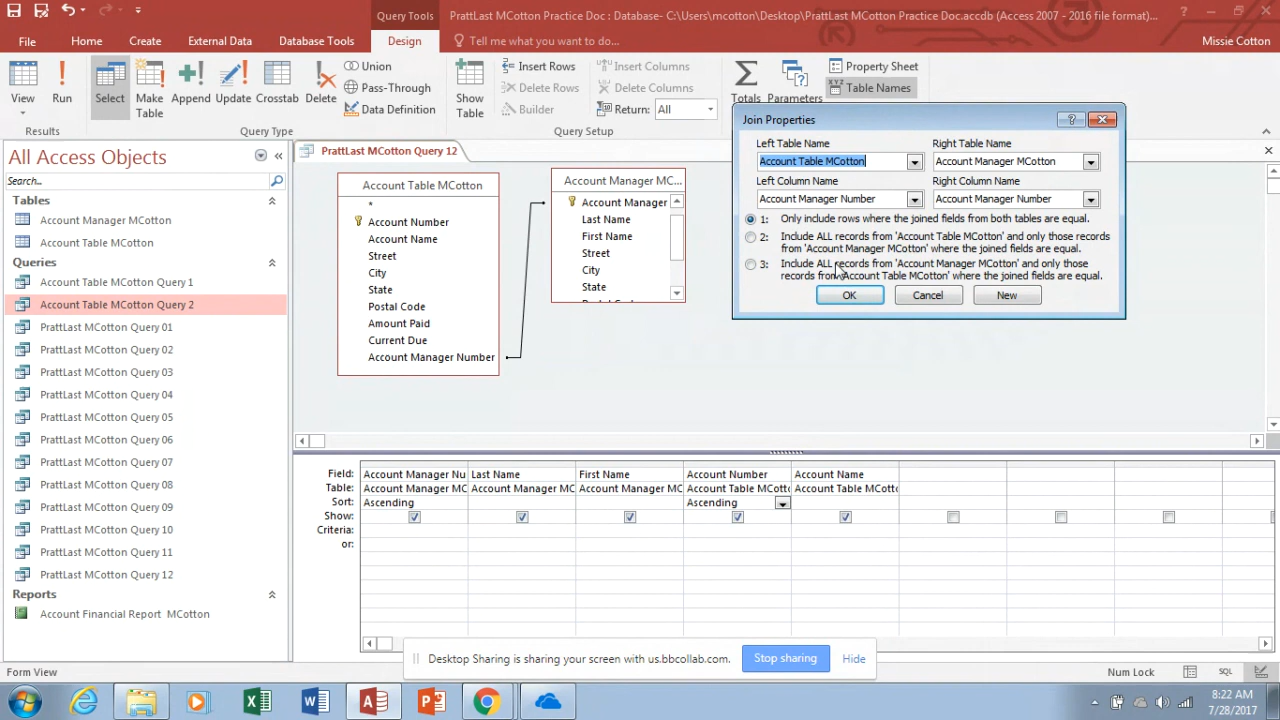 Query Tools
PrattLast MCotton Practice Doc : Database- C:\Users\mcotton\Desktop\PrattLast MCotton Practice Doc.accdb (Access 2007 - 2016 file format)...
File Home Create External Data Database Tools Design Tell me what you want to do... Missie Cotton
View
Run
Select
Make Table
Append
Update
Crosstab
Delete
Union
Pass-Through
Data Definition
Show Table
Insert Rows
Delete Rows
Builder
Insert Columns
Delete Columns
Return: All
Totals
Parameters
Property Sheet
XYZ Table Names
Results
Query Type
Query Setup
All Access Objects
Search...
Tables
Account Manager MCotton
Account Table MCotton
Queries
Account Table MCotton Query 1
Account Table MCotton Query 2
PrattLast MCotton Query 01
PrattLast MCotton Query 02
PrattLast MCotton Query 03
PrattLast MCotton Query 04
PrattLast MCotton Query 05
PrattLast MCotton Query 06
PrattLast MCotton Query 07
PrattLast MCotton Query 08
PrattLast MCotton Query 09
PrattLast MCotton Query 10
PrattLast MCotton Query 11
PrattLast MCotton Query 12
Reports
Account Financial Report MCotton
PrattLast MCotton Query 12
Account Table MCotton
*
Account Number
Account Name
Street
City
State
Postal Code
Amount Paid
Current Due
Account Manager Number
Account Manager MC...
Account Manager
Last Name
First Name
Street
City
State
Join Properties
Left Table Name Right Table Name
Account Table MCotton Account Manager MCotton
Left Column Name Right Column Name
Account Manager Number Account Manager Number
1: Only include rows where the joined fields from both tables are equal.
2: Include ALL records from 'Account Table MCotton' and only those records
from 'Account Manager MCotton' where the joined fields are equal.
3: Include ALL records from 'Account Manager MCotton' and only those
records from 'Account Table MCotton' where the joined fields are equal.
OK Cancel New
Field: Account Manager Nu Last Name First Name Account Number Account Name
Table: Account Manager MC Account Manager MC Account Manager MC Account Table MCott Account Table MCott
Sort: Ascending Ascending
Show:
Criteria:
or:
Desktop Sharing is sharing your screen with us.bbcollab.com. Stop sharing Hide
Form View Num Lock SQL
8:22 AM
7/28/2017